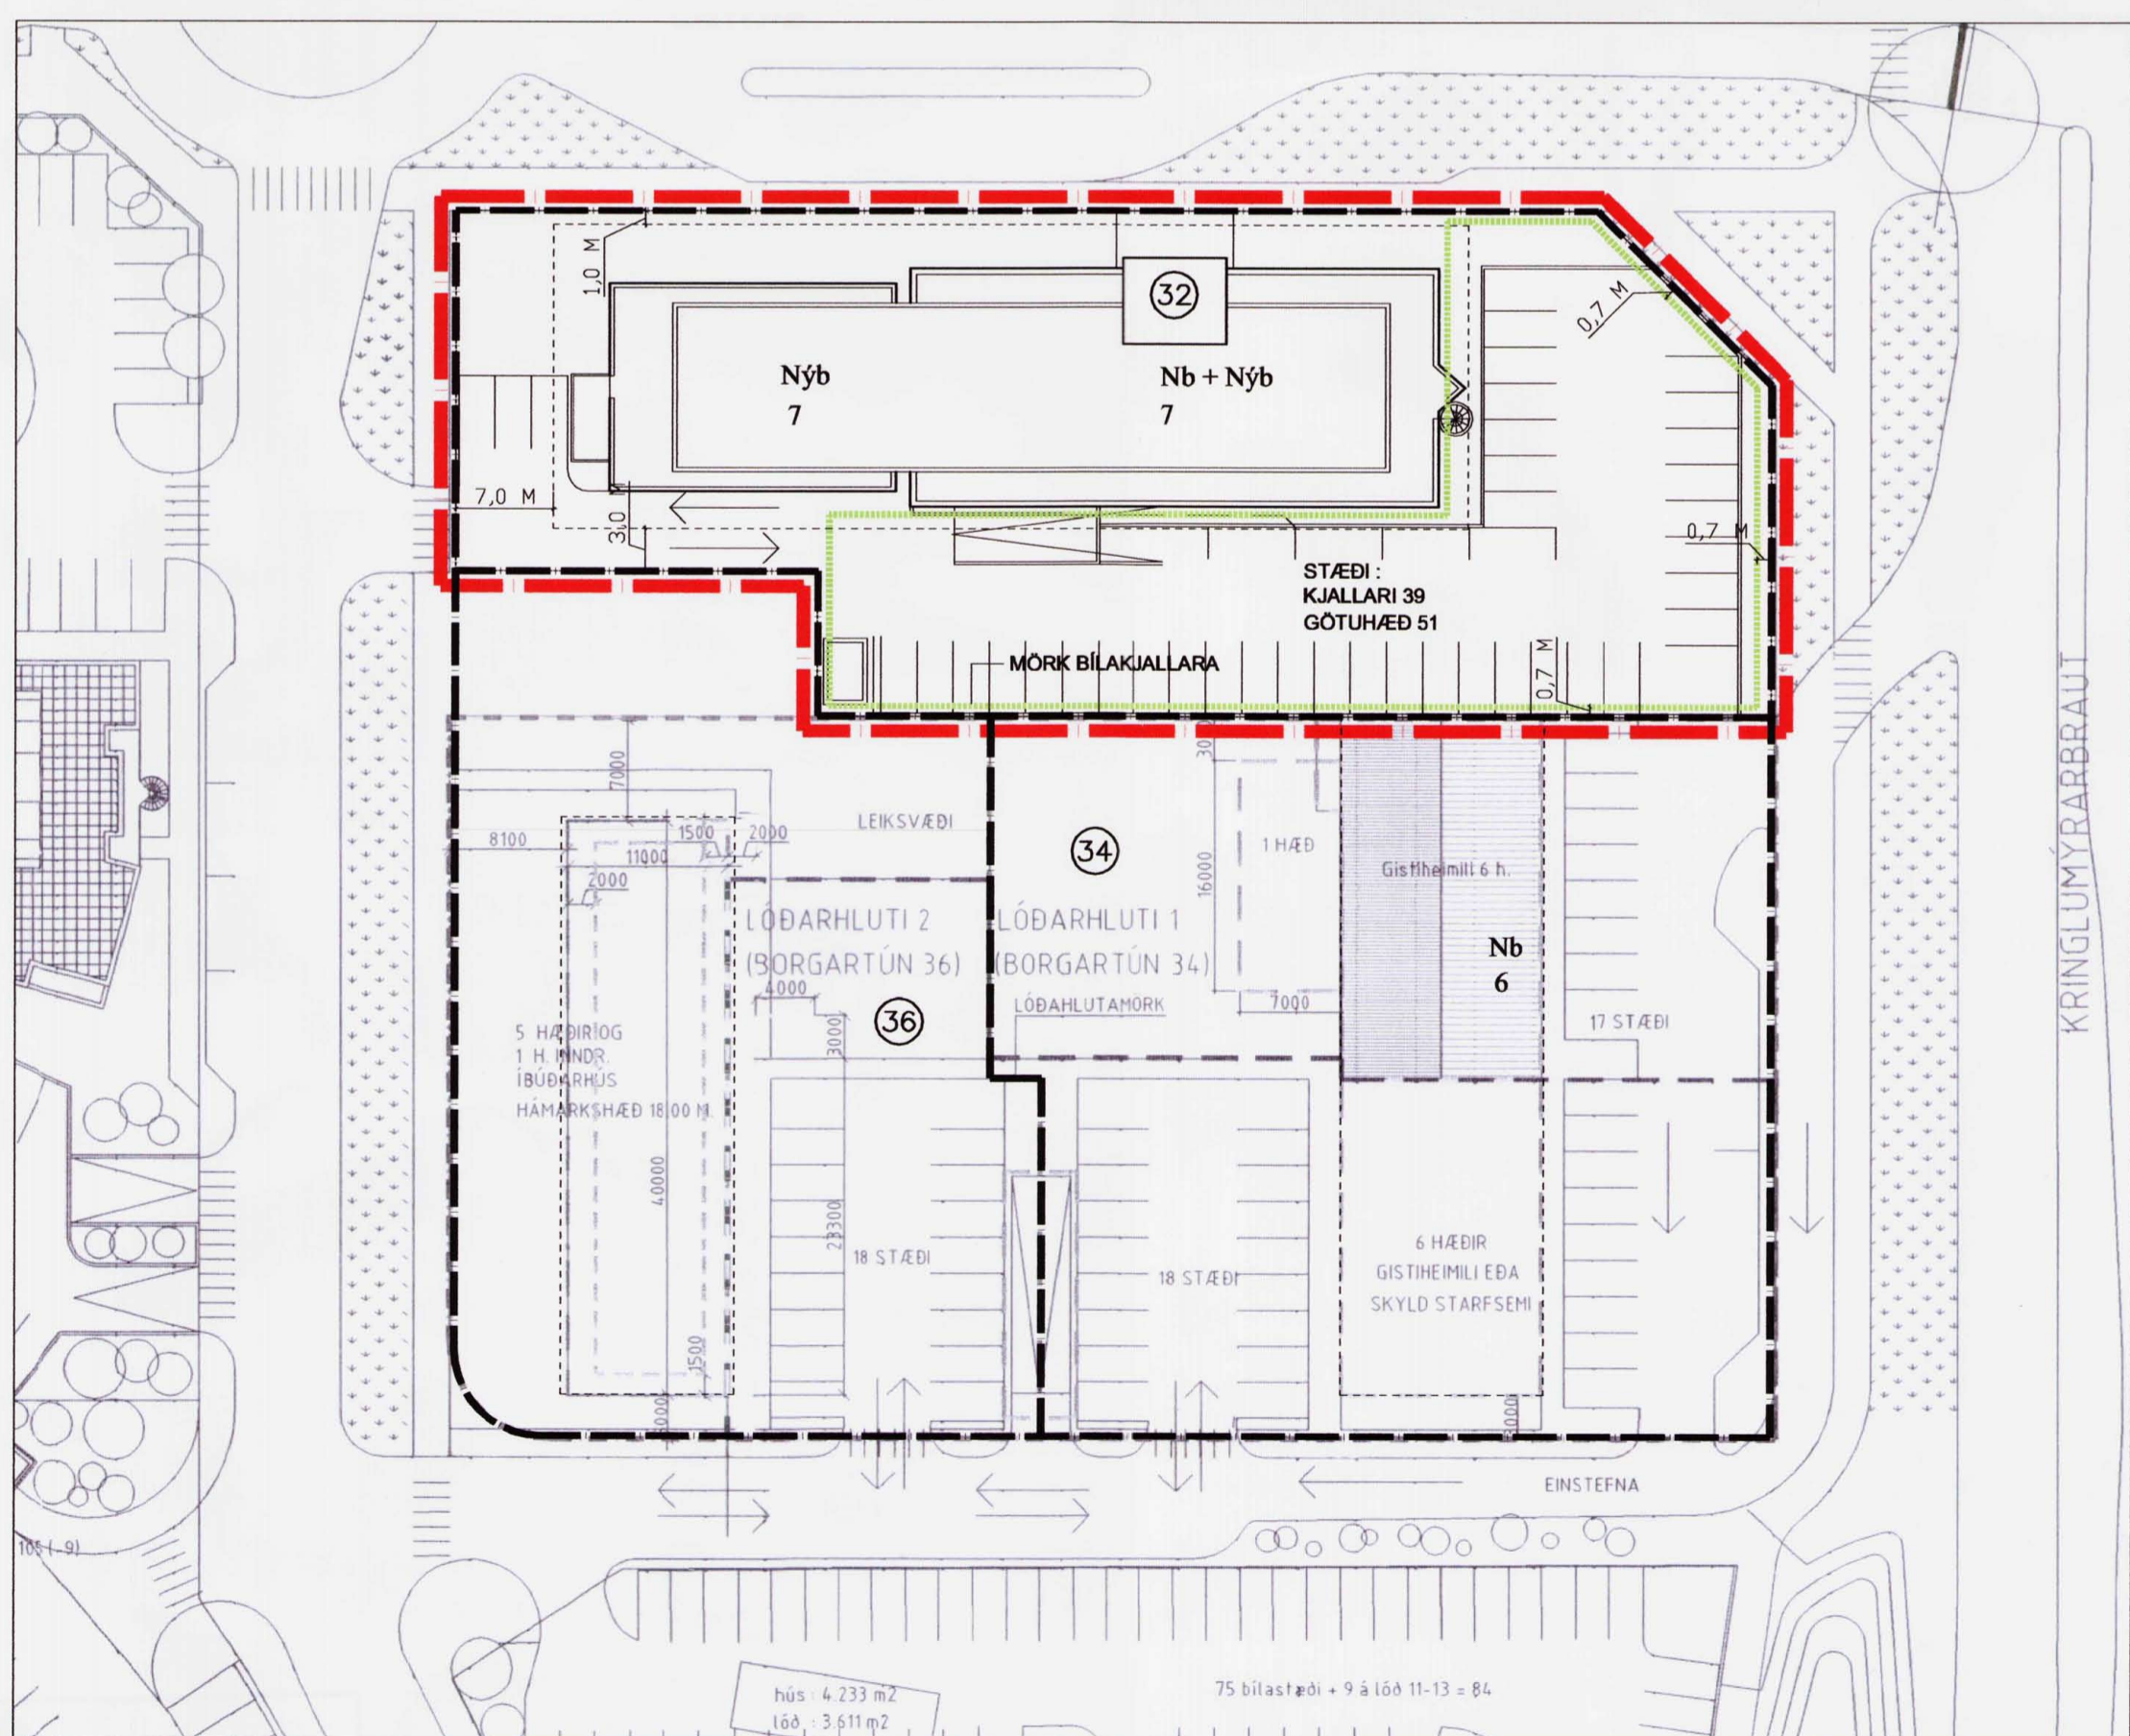 1,0 M
32
0,7 M
Nýb
7
Nb + Nýb
7
7,0 M
3,0 M
0,7 M
STÆÐI :
KJALLARI 39
GÖTUHÆÐ 51
MÖRK BÍLAKJALLARA
0,7 M
KRINGLUMÝRARBRAUT
7000
8100
1500
2000
11000
2000
LEIKSVÆÐI
34
1 HÆÐ
16000
Gistiheimili 6 h.
LÓÐARHLUTI 2
(BORGARTÚN 36)
LÓÐARHLUTI 1
(BORGARTÚN 34)
Nb
6
4000
LÓÐAHLUTAMÖRK
7000
36
3000
17 STÆÐI
5 HÆÐIR OG
1 H. INNDR.
ÍBÚÐARHÚS
HÁMARKSHÆÐ 18.00 M.
40000
23300
18 STÆÐI
18 STÆÐI
6 HÆÐIR
GISTIHEIMILI EÐA
SKYLD STARFSEMI
1500
EINSTEFNA
105 (-9)
hús : 4.233 m2
lóð : 3.611 m2
75 bílastæði + 9 á lóð 11-13 = 84